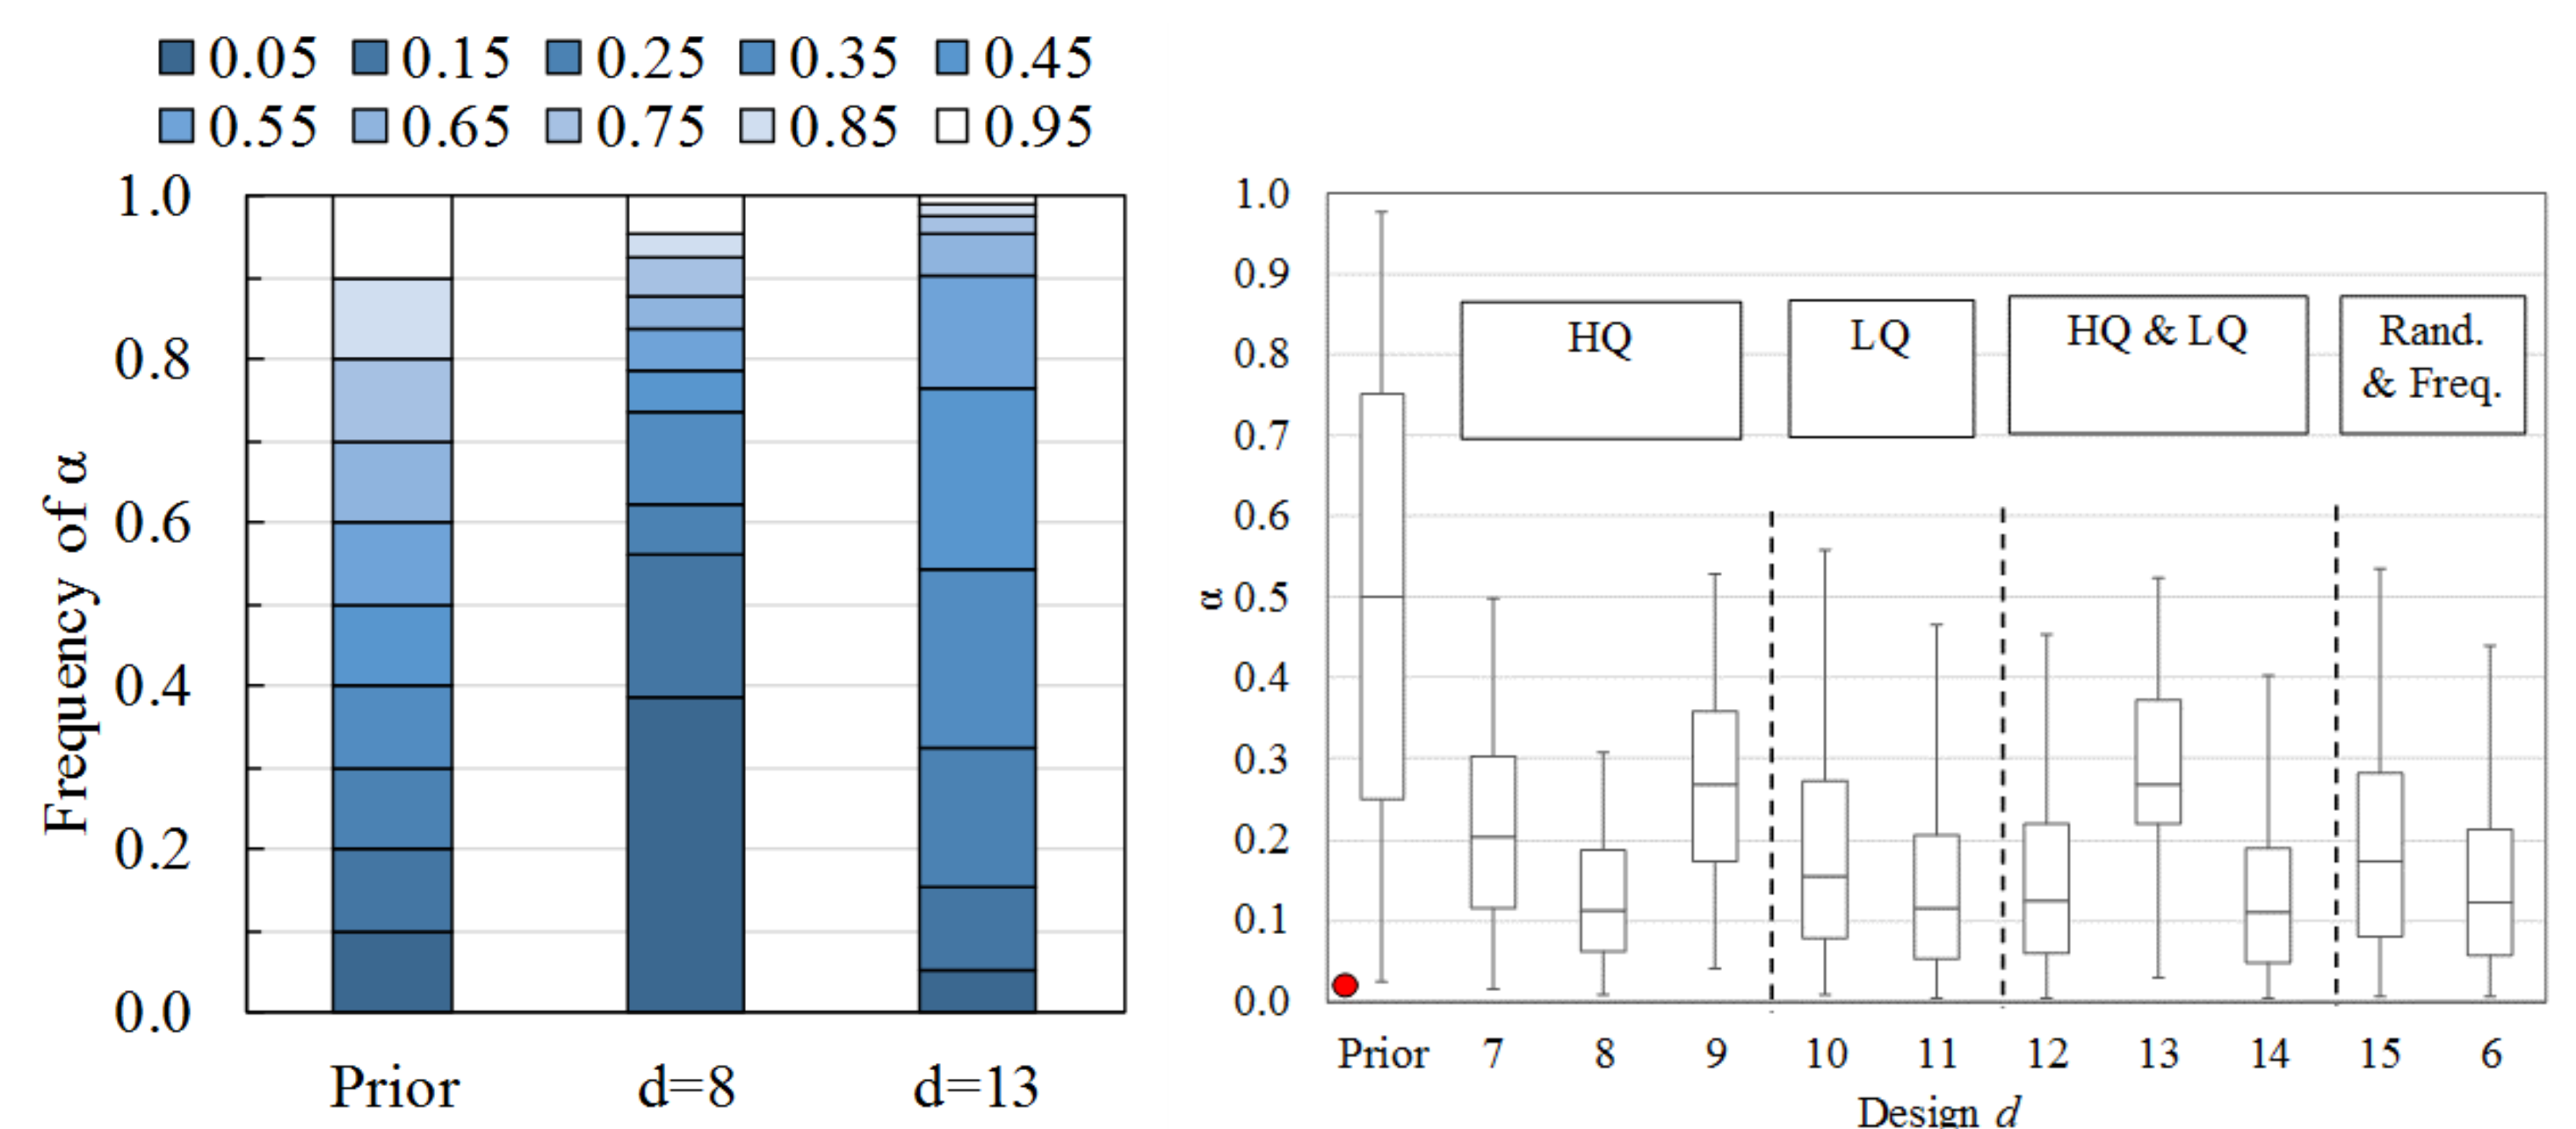 0.05 0.15 0.25 0.35 0.45
0.55 0.65 0.75 0.85 0.95
1.0
0.8
0.6
0.4
0.2
0.0
Frequency of α
Prior d=8 d=13
1.0
0.9
0.8
0.7
0.6
0.5
0.4
0.3
0.2
0.1
0.0
α
HQ
LQ
HQ & LQ
Rand.
& Freq.
Prior 7 8 9 10 11 12 13 14 15 6
Design d